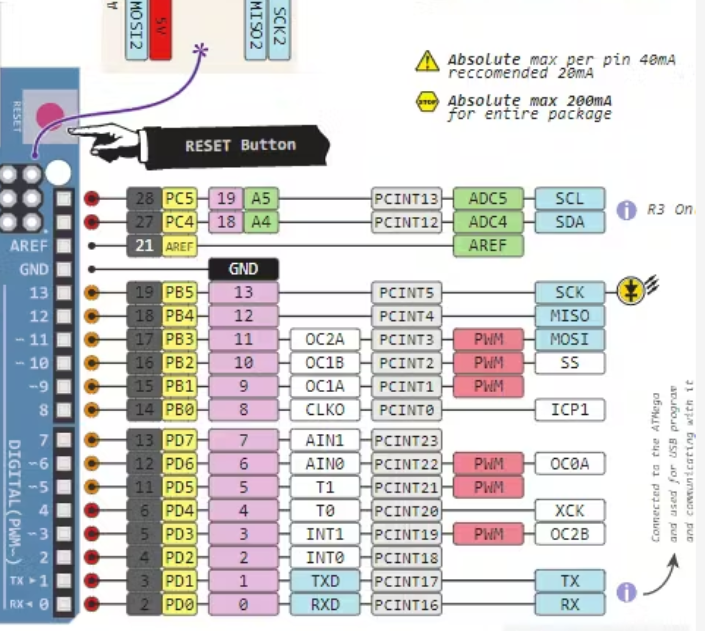 MOSI2
5V
MISO2
SCK2
Absolute max per pin 40mA
reccomended 20mA
STOP
Absolute max 200mA
for entire package
RESET
RESET Button
28 PC5 19 A5 PCINT13 ADC5 SCL
R3 On
27 PC4 18 A4 PCINT12 ADC4 SDA
AREF 21 AREF AREF
GND GND
13 19 PB5 13 PCINT5 SCK
12 18 PB4 12 PCINT4 MISO
~11 17 PB3 11 OC2A PCINT3 PWM MOSI
~10 16 PB2 10 OC1B PCINT2 PWM SS
~9 15 PB1 9 OC1A PCINT1 PWM
8 14 PB0 8 CLKO PCINT0 ICP1
7 13 PD7 7 AIN1 PCINT23
~6 12 PD6 6 AIN0 PCINT22 PWM OC0A
~5 11 PD5 5 T1 PCINT21 PWM
4 6 PD4 4 T0 PCINT20 XCK
~3 5 PD3 3 INT1 PCINT19 PWM OC2B
2 4 PD2 2 INT0 PCINT18
TX ▸ 1 3 PD1 1 TXD PCINT17 TX
RX ◂ 0 2 PD0 0 RXD PCINT16 RX
DIGITAL (PWM~)
Connected to the ATMega
and used for USB program
and communicating with it